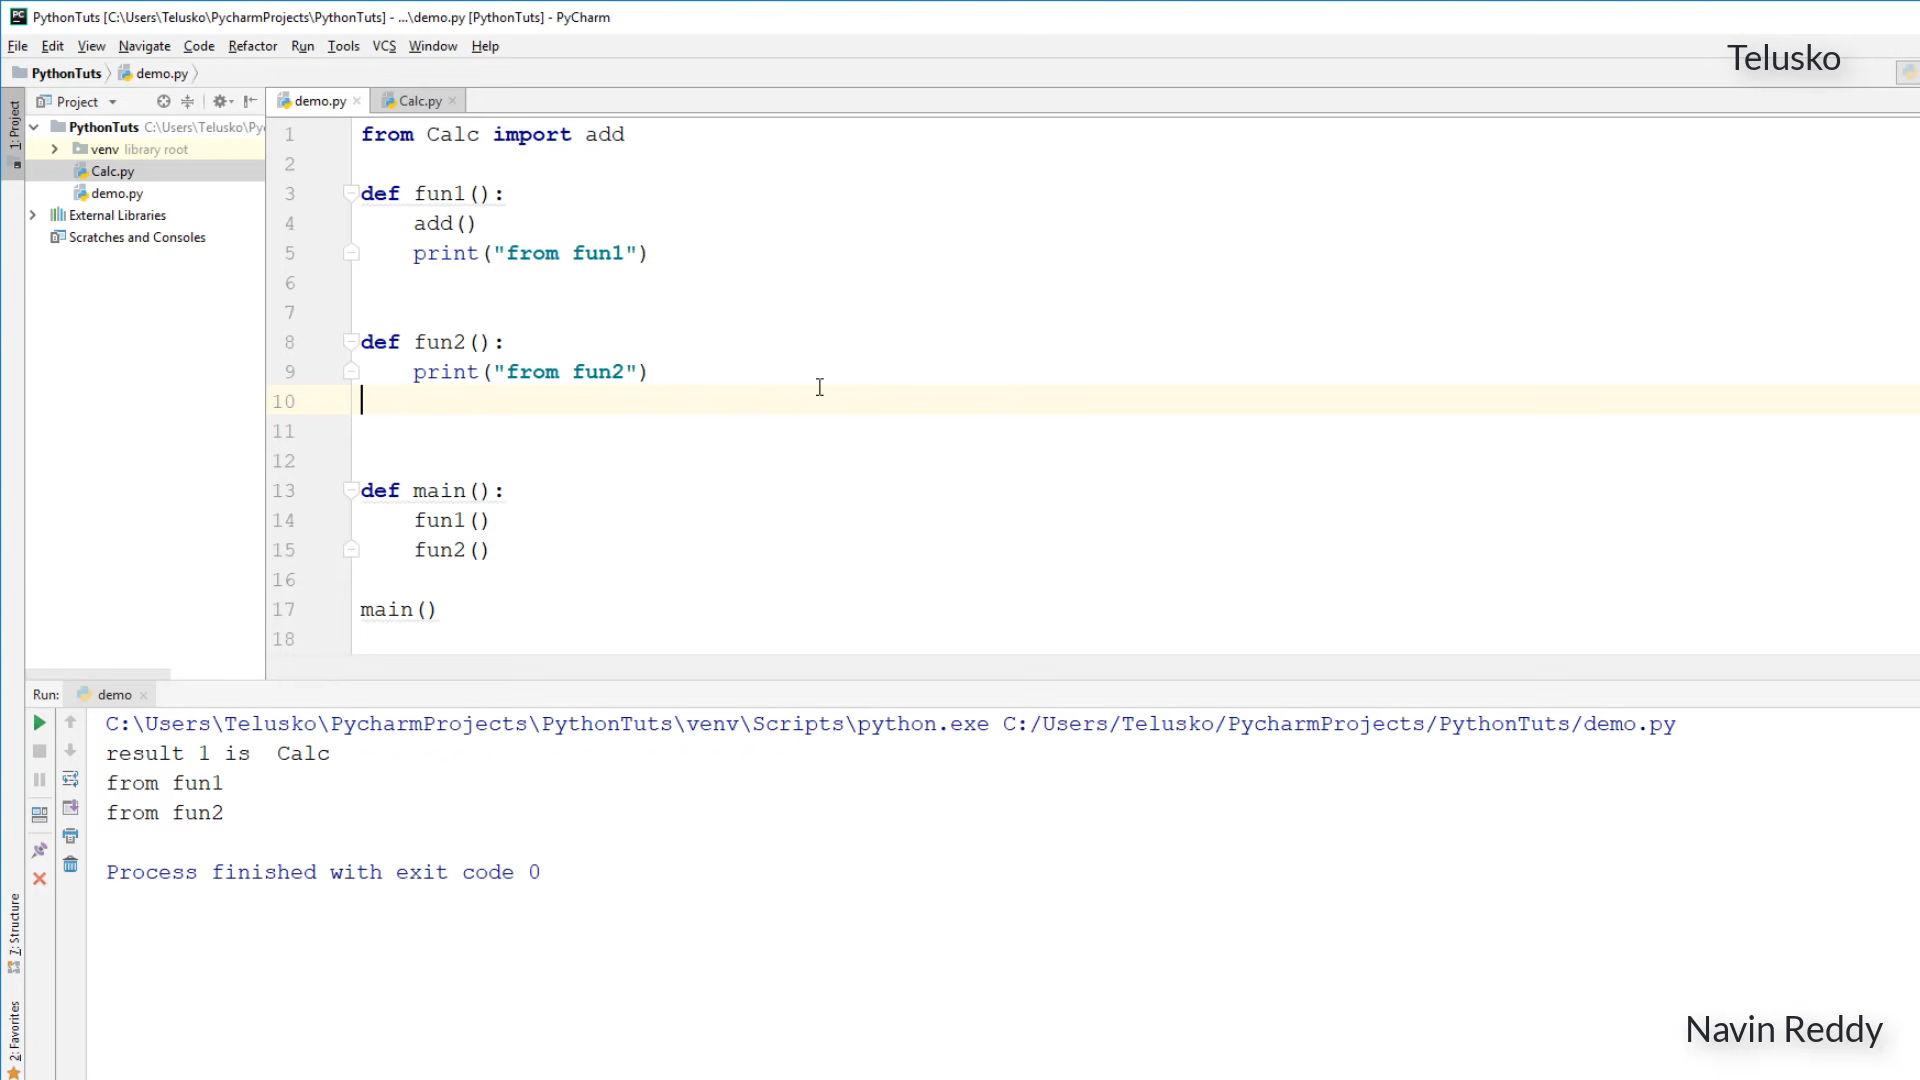 PC PythonTuts [C:\Users\Telusko\PycharmProjects\PythonTuts] - ...\demo.py [PythonTuts] - PyCharm
File Edit View Navigate Code Refactor Run Tools VCS Window Help
Telusko
PythonTuts demo.py
1: Project
Project
demo.py Calc.py
PythonTuts C:\Users\Telusko\Py
venv library root
Calc.py
demo.py
External Libraries
Scratches and Consoles
1 from Calc import add
2
3 def fun1():
4     add()
5     print("from fun1")
6
7
8 def fun2():
9     print("from fun2")
10
11
12
13 def main():
14     fun1()
15     fun2()
16
17 main()
18
Run: demo
C:\Users\Telusko\PycharmProjects\PythonTuts\venv\Scripts\python.exe C:/Users/Telusko/PycharmProjects/PythonTuts/demo.py
result 1 is  Calc
from fun1
from fun2
Process finished with exit code 0
7: Structure
2: Favorites
Navin Reddy